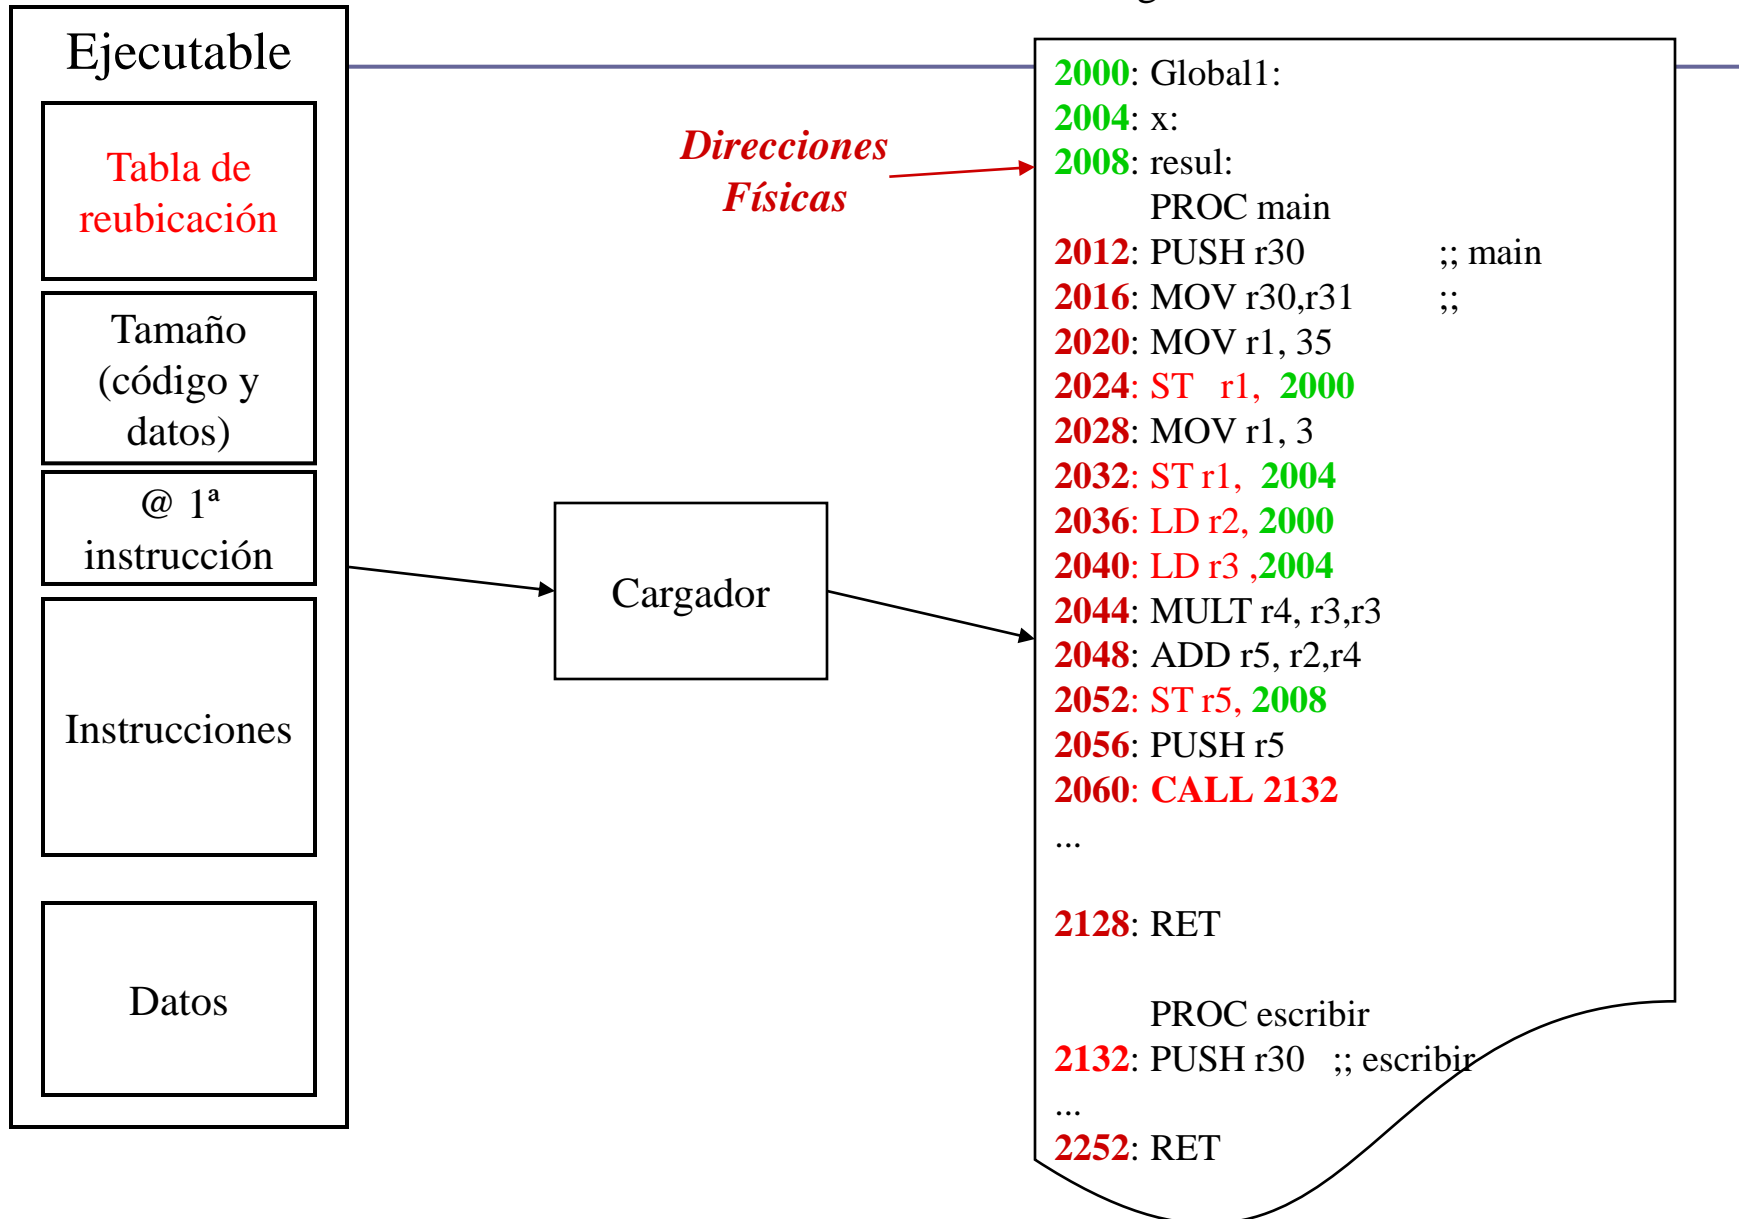 Ejecutable
Tabla de
reubicación
Tamaño
(código y
datos)
@ 1ª
instrucción
Instrucciones
Datos
Cargador
Direcciones
Físicas
2000: Global1:
2004: x:
2008: resul:
PROC main
2012: PUSH r30 ;; main
2016: MOV r30,r31 ;;
2020: MOV r1, 35
2024: ST r1, 2000
2028: MOV r1, 3
2032: ST r1, 2004
2036: LD r2, 2000
2040: LD r3 ,2004
2044: MULT r4, r3,r3
2048: ADD r5, r2,r4
2052: ST r5, 2008
2056: PUSH r5
2060: CALL 2132
...
2128: RET
PROC escribir
2132: PUSH r30 ;; escribir
...
2252: RET